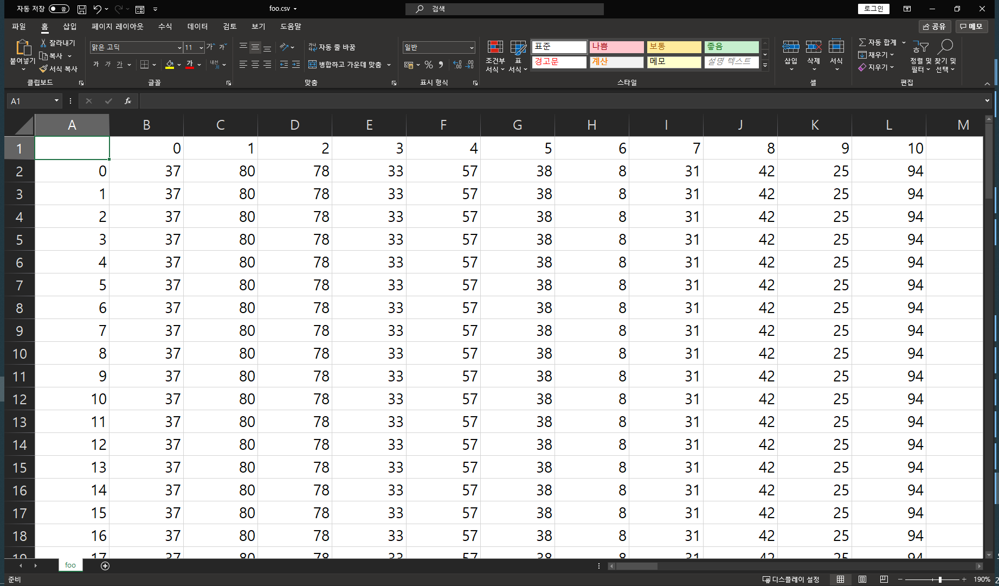 자동 저장 끔 foo.csv 검색 로그인
파일 홈 삽입 페이지 레이아웃 수식 데이터 검토 보기 도움말 공유 메모
붙여넣기 잘라내기 복사 서식 복사 클립보드
맑은 고딕 11 가 가
가 가 가 가 내천
글꼴
자동 줄 바꿈
병합하고 가운데 맞춤
맞춤
일반
% 9 .00
표시 형식
조건부 서식 표 서식
표준 나쁨 보통 좋음
경고문 계산 메모 설명 텍스트
스타일
삽입 삭제 서식
셀
자동 합계
채우기
지우기
정렬 및 필터 찾기 및 선택
편집
A1 fx
A B C D E F G H I J K L M
1 0 1 2 3 4 5 6 7 8 9 10
2 0 37 80 78 33 57 38 8 31 42 25 94
3 1 37 80 78 33 57 38 8 31 42 25 94
4 2 37 80 78 33 57 38 8 31 42 25 94
5 3 37 80 78 33 57 38 8 31 42 25 94
6 4 37 80 78 33 57 38 8 31 42 25 94
7 5 37 80 78 33 57 38 8 31 42 25 94
8 6 37 80 78 33 57 38 8 31 42 25 94
9 7 37 80 78 33 57 38 8 31 42 25 94
10 8 37 80 78 33 57 38 8 31 42 25 94
11 9 37 80 78 33 57 38 8 31 42 25 94
12 10 37 80 78 33 57 38 8 31 42 25 94
13 11 37 80 78 33 57 38 8 31 42 25 94
14 12 37 80 78 33 57 38 8 31 42 25 94
15 13 37 80 78 33 57 38 8 31 42 25 94
16 14 37 80 78 33 57 38 8 31 42 25 94
17 15 37 80 78 33 57 38 8 31 42 25 94
18 16 37 80 78 33 57 38 8 31 42 25 94
19 17 37 80 78 33 57 38 8 31 42 25 94
foo
준비 디스플레이 설정 190%